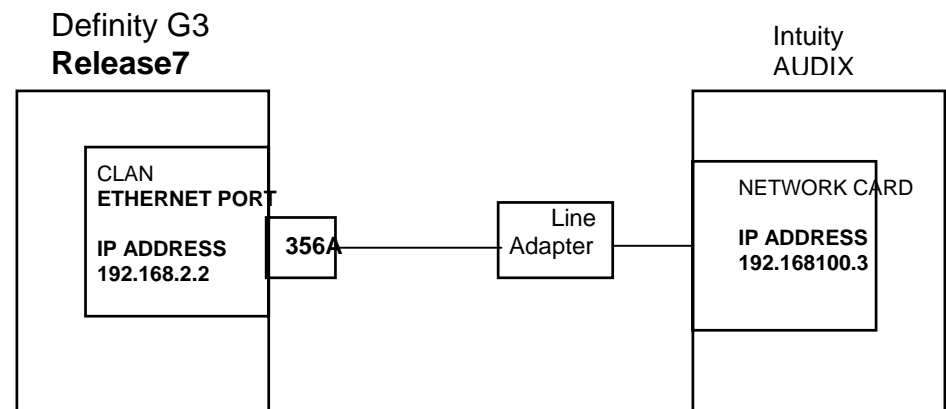 Definity G3
Release7
Intuity
AUDIX
CLAN
ETHERNET PORT
IP ADDRESS
192.168.2.2
356A
Line
Adapter
NETWORK CARD
IP ADDRESS
192.168100.3